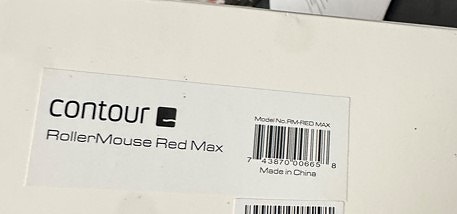 contour
RollerMouse Red Max
Model No. RM-RED MAX
7 43870 00665 8
Made in China